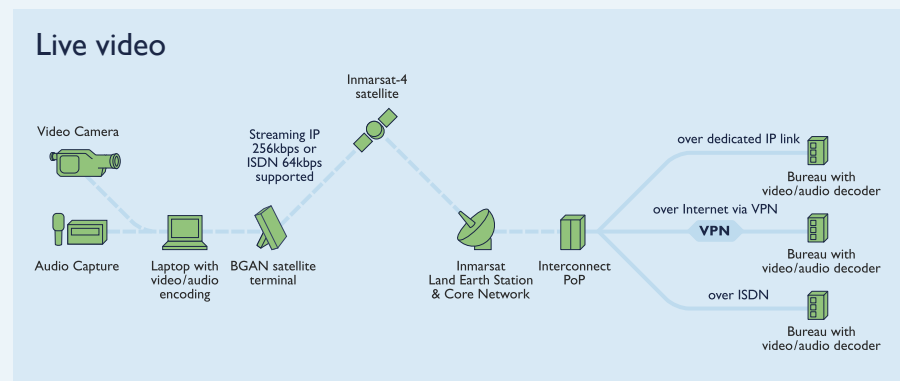 Live video
Inmarsat-4
satellite
Video Camera
Streaming IP
256kbps or
ISDN 64kbps
supported
over dedicated IP link
Bureau with
video/audio decoder
over Internet via VPN
VPN
Audio Capture
Laptop with
video/audio
encoding
BGAN satellite
terminal
Inmarsat
Land Earth Station
& Core Network
Interconnect
PoP
Bureau with
video/audio decoder
over ISDN
Bureau with
video/audio decoder